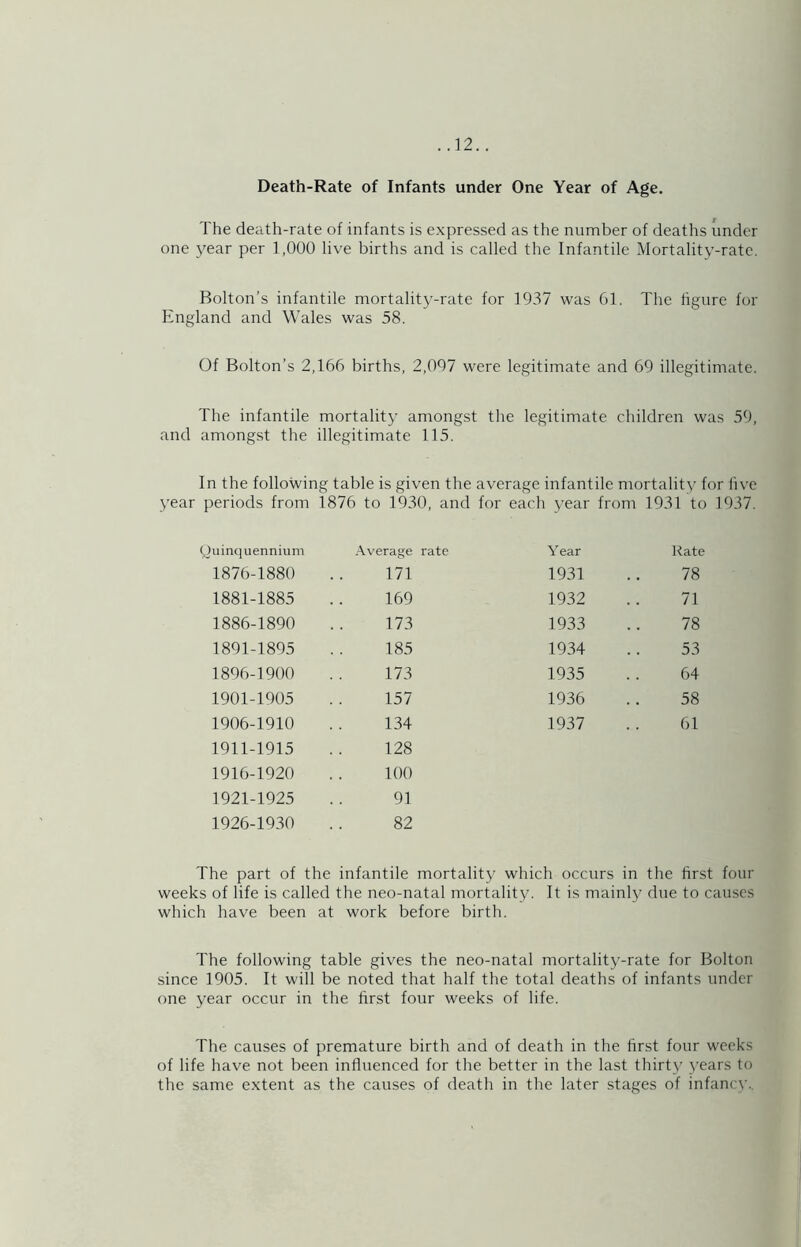 ..12..
Death-Rate of Infants under One Year of Age.
The death-rate of infants is expressed as the number of deaths under
one year per 1,000 live births and is called the Infantile Mortality-rate.
Bolton's infantile mortality-rate for 1937 was 61. The figure for
England and Wales was 58.
Of Bolton's 2,166 births, 2,097 were legitimate and 69 illegitimate.
The infantile mortality amongst the legitimate children was 59,
and amongst the illegitimate 115.
In the following table is given the average infantile mortality for five
year periods from 1876 to 1930, and for each year from 1931 to 1937.
Quinquennium Average rate Year Rate
1876-1880 .. 171 1931 .. 78
1881-1885 .. 169 1932 .. 71
1886-1890 .. 173 1933 .. 78
1891-1895 .. 185 1934 .. 53
1896-1900 .. 173 1935 .. 64
1901-1905 .. 157 1936 .. 58
1906-1910 .. 134 1937 .. 61
1911-1915 .. 128
1916-1920 .. 100
1921-1925 .. 91
1926-1930 .. 82
The part of the infantile mortality which occurs in the first four
weeks of life is called the neo-natal mortality. It is mainly due to causes
which have been at work before birth.
The following table gives the neo-natal mortality-rate for Bolton
since 1905. It will be noted that half the total deaths of infants under
one year occur in the first four weeks of life.
The causes of premature birth and of death in the first four weeks
of life have not been influenced for the better in the last thirty years to
the same extent as the causes of death in the later stages of infancy.